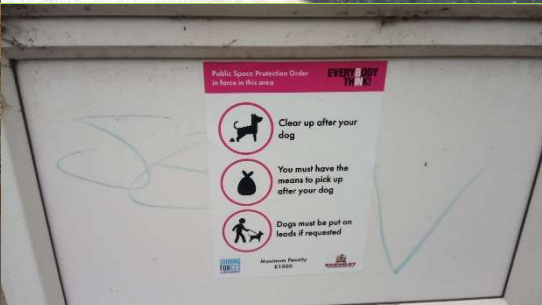 Public Space Protection Order
in force in this area
EVERYBODY
THINK!
Clear up after your
dog
You must have the
means to pick up
after your dog
Dogs must be put on
leads if requested
Maximum Penalty
£1000
FORCES
BARNSLEY